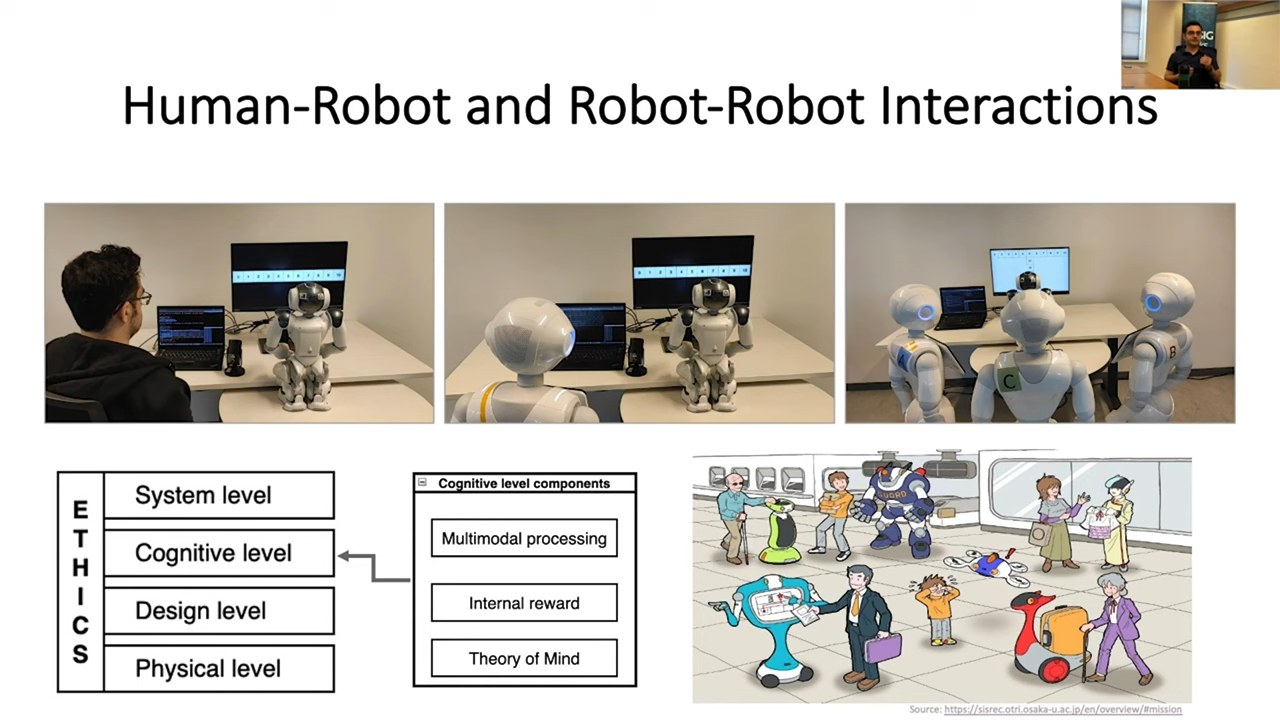 Human-Robot and Robot-Robot Interactions
C
B
ETHICS
System level
Cognitive level
Design level
Physical level
Cognitive level components
Multimodal processing
Internal reward
Theory of Mind
Source: https://sisrec.otri.osaka-u.ac.jp/en/overview/#mission